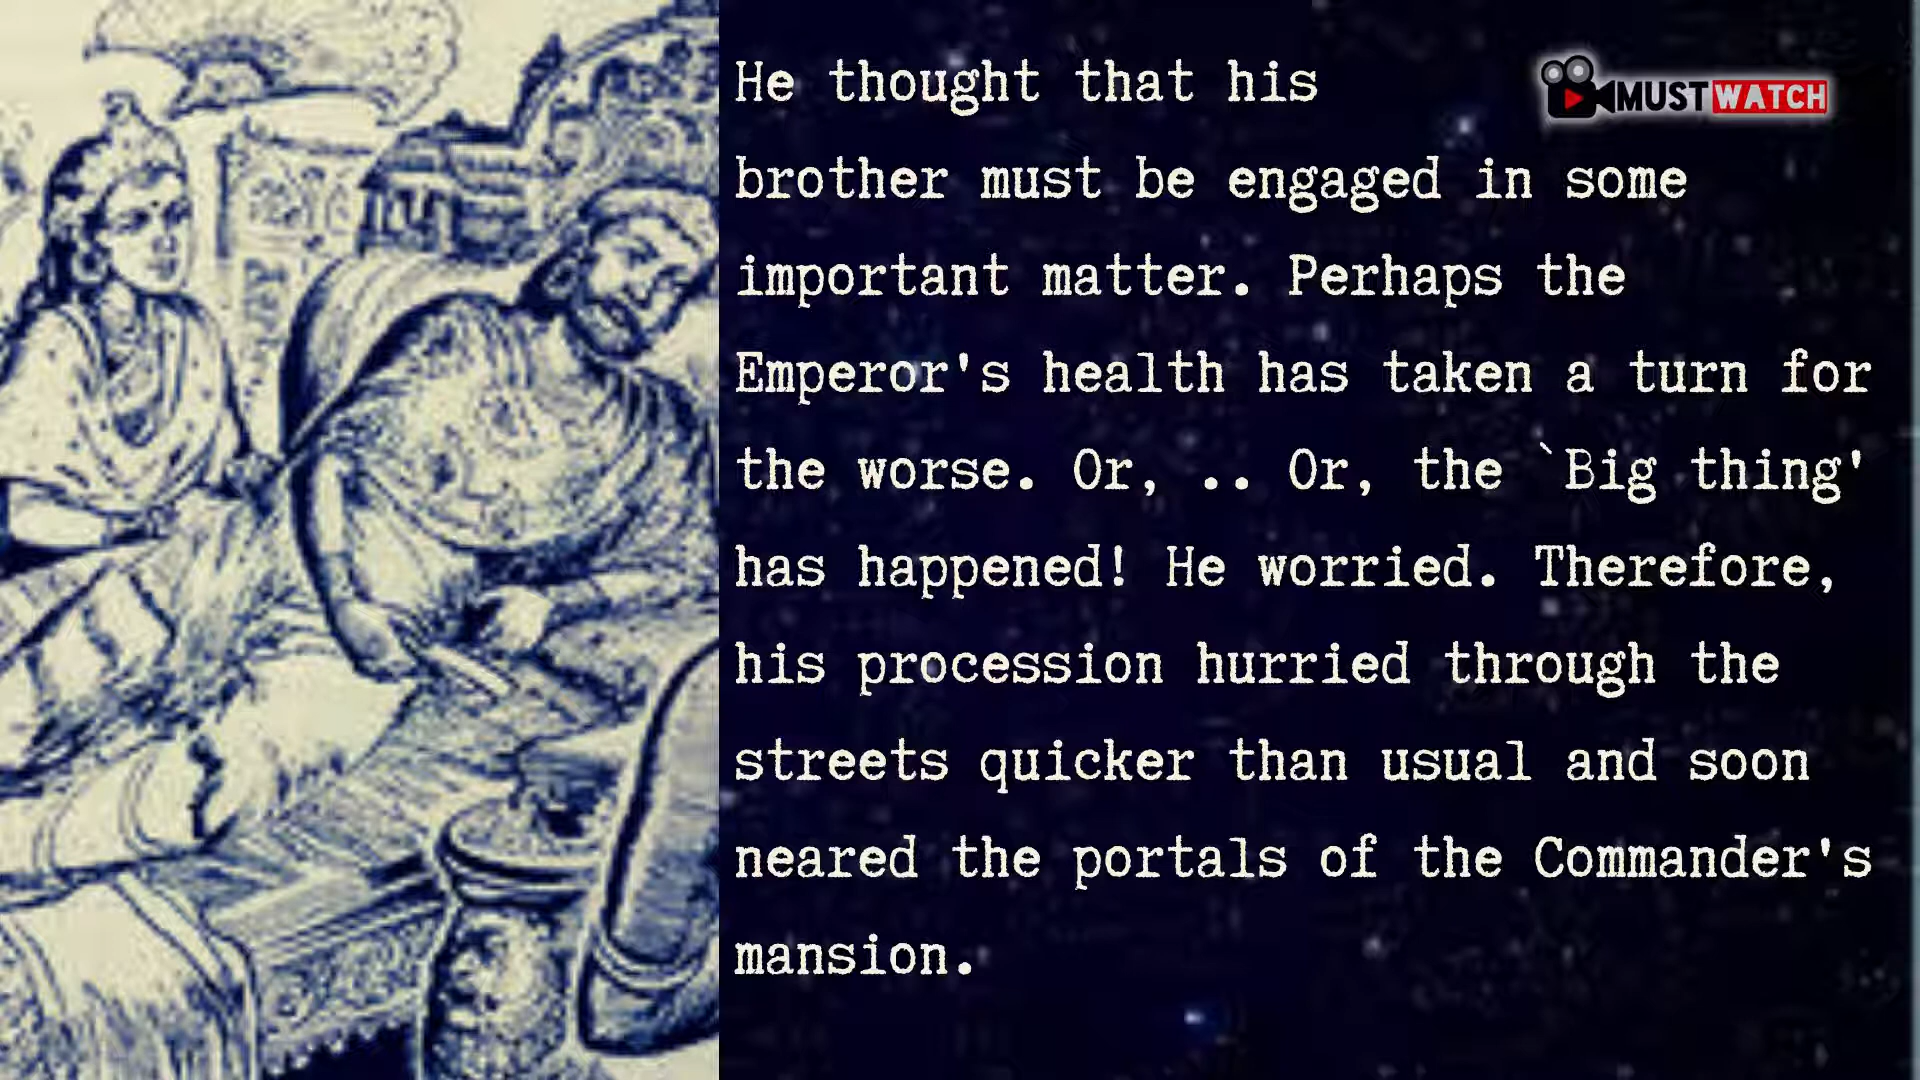 He thought that his
MUSTWATCH
brother must be engaged in some
important matter. Perhaps the
Emperor's health has taken a turn for
the worse. Or, .. Or, the `Big thing'
has happened! He worried. Therefore,
his procession hurried through the
streets quicker than usual and soon
neared the portals of the Commander's
mansion.